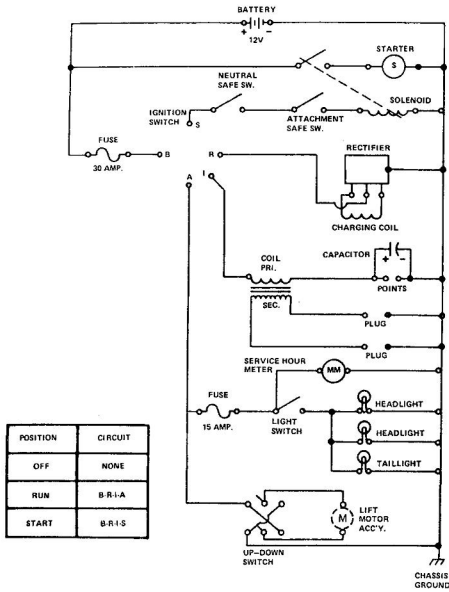 BATTERY
+ −
12V
STARTER
S
NEUTRAL
SAFE SW.
SOLENOID
IGNITION
SWITCH
S
ATTACHMENT
SAFE SW.
FUSE
30 AMP.
B
R
RECTIFIER
A
I
CHARGING COIL
CAPACITOR
+ −
COIL
PRI.
POINTS
SEC.
PLUG
PLUG
SERVICE HOUR
METER
MM
FUSE
15 AMP.
LIGHT
SWITCH
HEADLIGHT
HEADLIGHT
TAILLIGHT
POSITION CIRCUIT
OFF NONE
RUN B-R-I-A
START B-R-I-S
M
LIFT
MOTOR
ACC'Y.
UP-DOWN
SWITCH
CHASSIS
GROUND